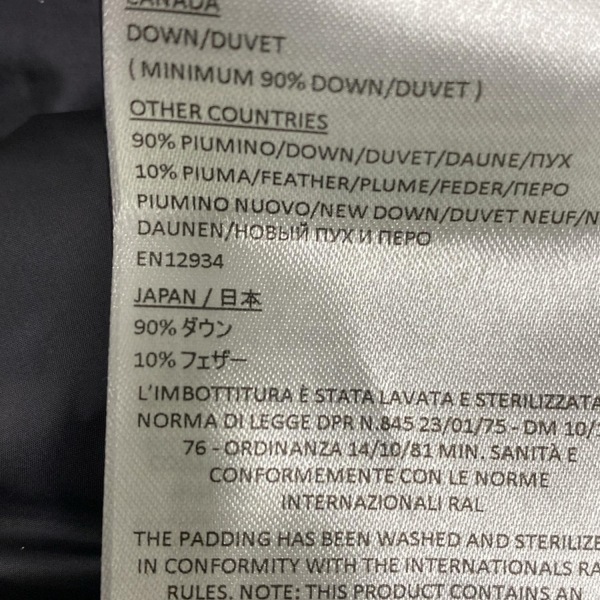 CANADA
DOWN/DUVET
( MINIMUM 90% DOWN/DUVET )
OTHER COUNTRIES
90% PIUMINO/DOWN/DUVET/DAUNE/ПУХ
10% PIUMA/FEATHER/PLUME/FEDER/ПЕРО
PIUMINO NUOVO/NEW DOWN/DUVET NEUF/N
DAUNEN/НОВЫЙ ПУХ И ПЕРО
EN12934
JAPAN / 日本
90% ダウン
10% フェザー
L'IMBOTTITURA È STATA LAVATA E STERILIZZATA
NORMA DI LEGGE DPR N.845 23/01/75 - DM 10/1
76 - ORDINANZA 14/10/81 MIN. SANITÀ E
CONFORMEMENTE CON LE NORME
INTERNAZIONALI RAL
THE PADDING HAS BEEN WASHED AND STERILIZE
IN CONFORMITY WITH THE INTERNATIONALS RA
RULES. NOTE: THIS PRODUCT CONTAINS AN